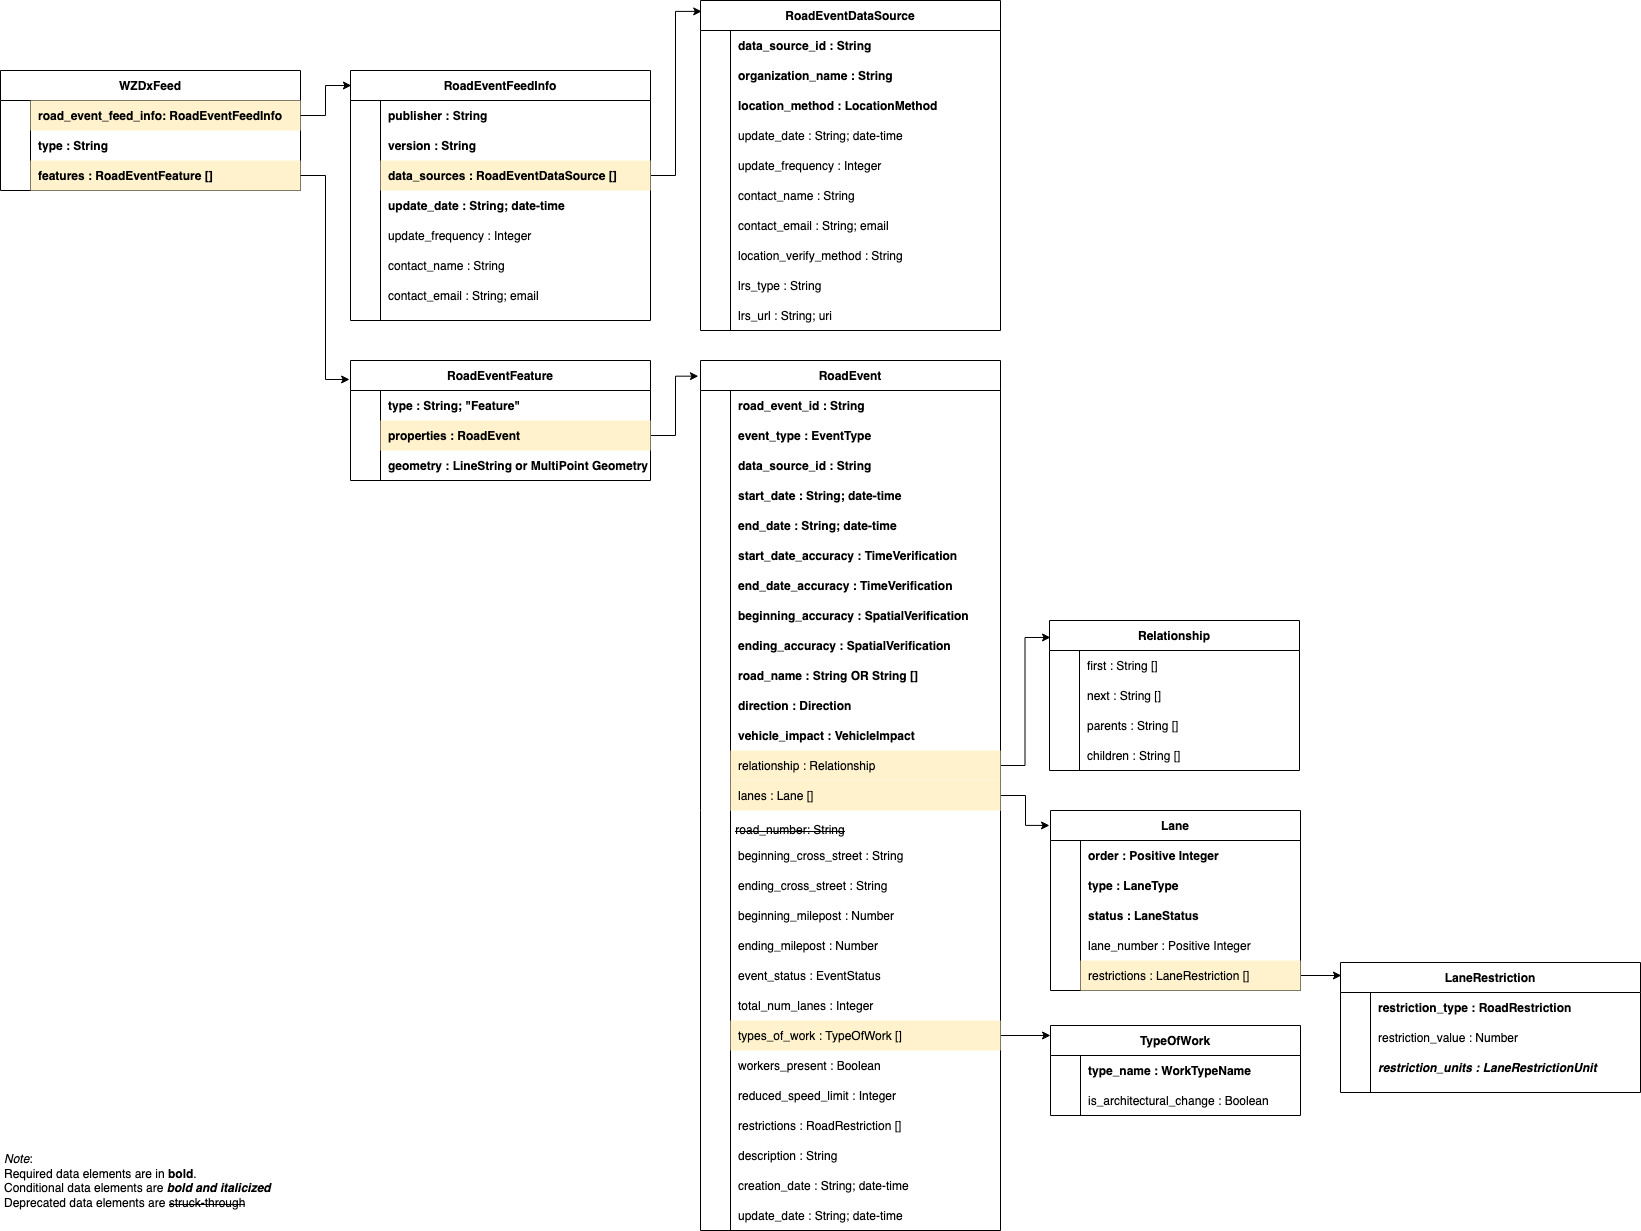 WZDxFeed
road_event_feed_info: RoadEventFeedInfo
type : String
features : RoadEventFeature []
RoadEventFeedInfo
publisher : String
version : String
data_sources : RoadEventDataSource []
update_date : String; date-time
update_frequency : Integer
contact_name : String
contact_email : String; email
RoadEventDataSource
data_source_id : String
organization_name : String
location_method : LocationMethod
update_date : String; date-time
update_frequency : Integer
contact_name : String
contact_email : String; email
location_verify_method : String
lrs_type : String
lrs_url : String; uri
RoadEventFeature
type : String; "Feature"
properties : RoadEvent
geometry : LineString or MultiPoint Geometry
RoadEvent
road_event_id : String
event_type : EventType
data_source_id : String
start_date : String; date-time
end_date : String; date-time
start_date_accuracy : TimeVerification
end_date_accuracy : TimeVerification
beginning_accuracy : SpatialVerification
ending_accuracy : SpatialVerification
road_name : String OR String []
direction : Direction
vehicle_impact : VehicleImpact
relationship : Relationship
lanes : Lane []
road_number: String
beginning_cross_street : String
ending_cross_street : String
beginning_milepost : Number
ending_milepost : Number
event_status : EventStatus
total_num_lanes : Integer
types_of_work : TypeOfWork []
workers_present : Boolean
reduced_speed_limit : Integer
restrictions : RoadRestriction []
description : String
creation_date : String; date-time
update_date : String; date-time
Relationship
first : String []
next : String []
parents : String []
children : String []
Lane
order : Positive Integer
type : LaneType
status : LaneStatus
lane_number : Positive Integer
restrictions : LaneRestriction []
LaneRestriction
restriction_type : RoadRestriction
restriction_value : Number
restriction_units : LaneRestrictionUnit
TypeOfWork
type_name : WorkTypeName
is_architectural_change : Boolean
Note:
Required data elements are in bold.
Conditional data elements are bold and italicized
Deprecated data elements are struck-through